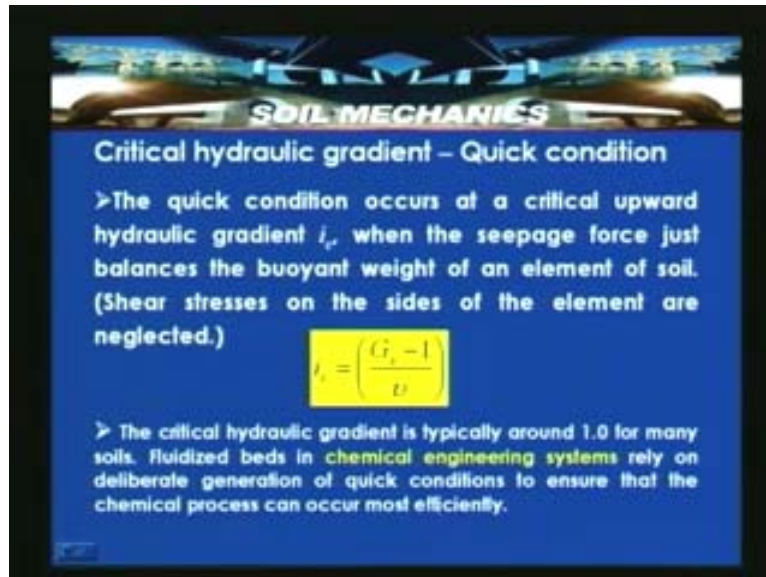 SOIL MECHANICS
Critical hydraulic gradient – Quick condition
➢The quick condition occurs at a critical upward
hydraulic gradient i_c, when the seepage force just
balances the buoyant weight of an element of soil.
(Shear stresses on the sides of the element are
neglected.)
i_c = ( (G_s – 1) / υ )
➢ The critical hydraulic gradient is typically around 1.0 for many
soils. Fluidized beds in chemical engineering systems rely on
deliberate generation of quick conditions to ensure that the
chemical process can occur most efficiently.